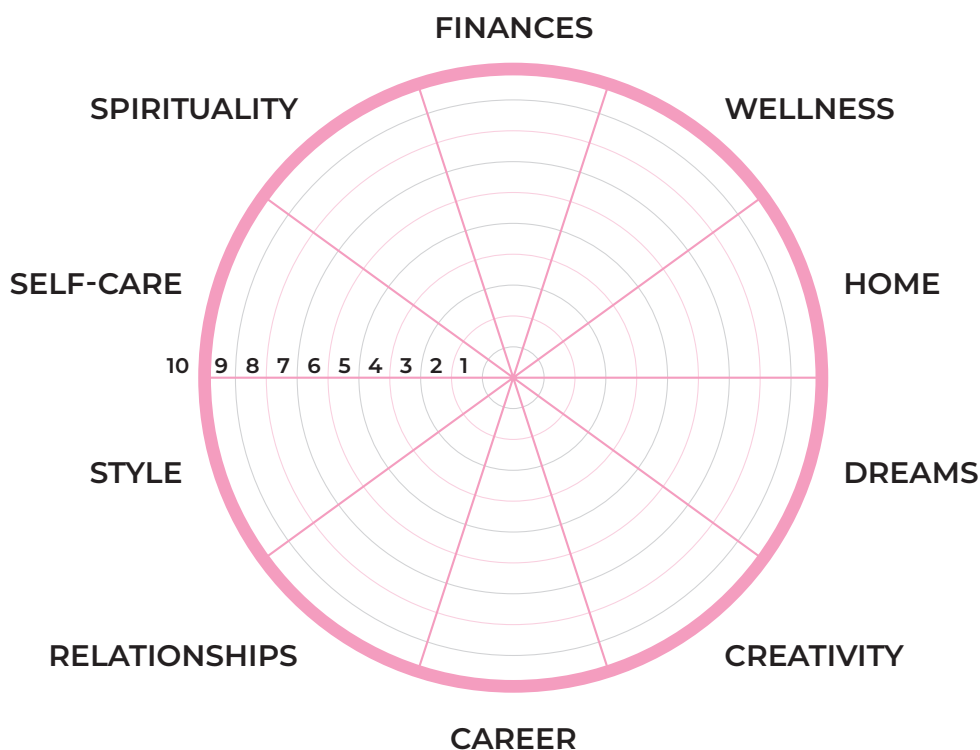 FINANCES
SPIRITUALITY
WELLNESS
SELF-CARE
HOME
10 9 8 7 6 5 4 3 2 1
STYLE
DREAMS
RELATIONSHIPS
CREATIVITY
CAREER